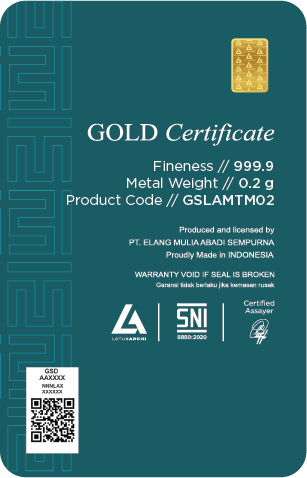 GOLD Certificate
Fineness // 999.9
Metal Weight // 0.2 g
Product Code // GSLAMTM02
Produced and licensed by
PT. ELANG MULIA ABADI SEMPURNA
Proudly Made in INDONESIA
WARRANTY VOID IF SEAL IS BROKEN
Garansi tidak berlaku jika kemasan rusak
LATUSARCHI
SNI
8880:2020
Certified
Assayer
GSD
AAXXXX
NNNLAX
XXXXXX